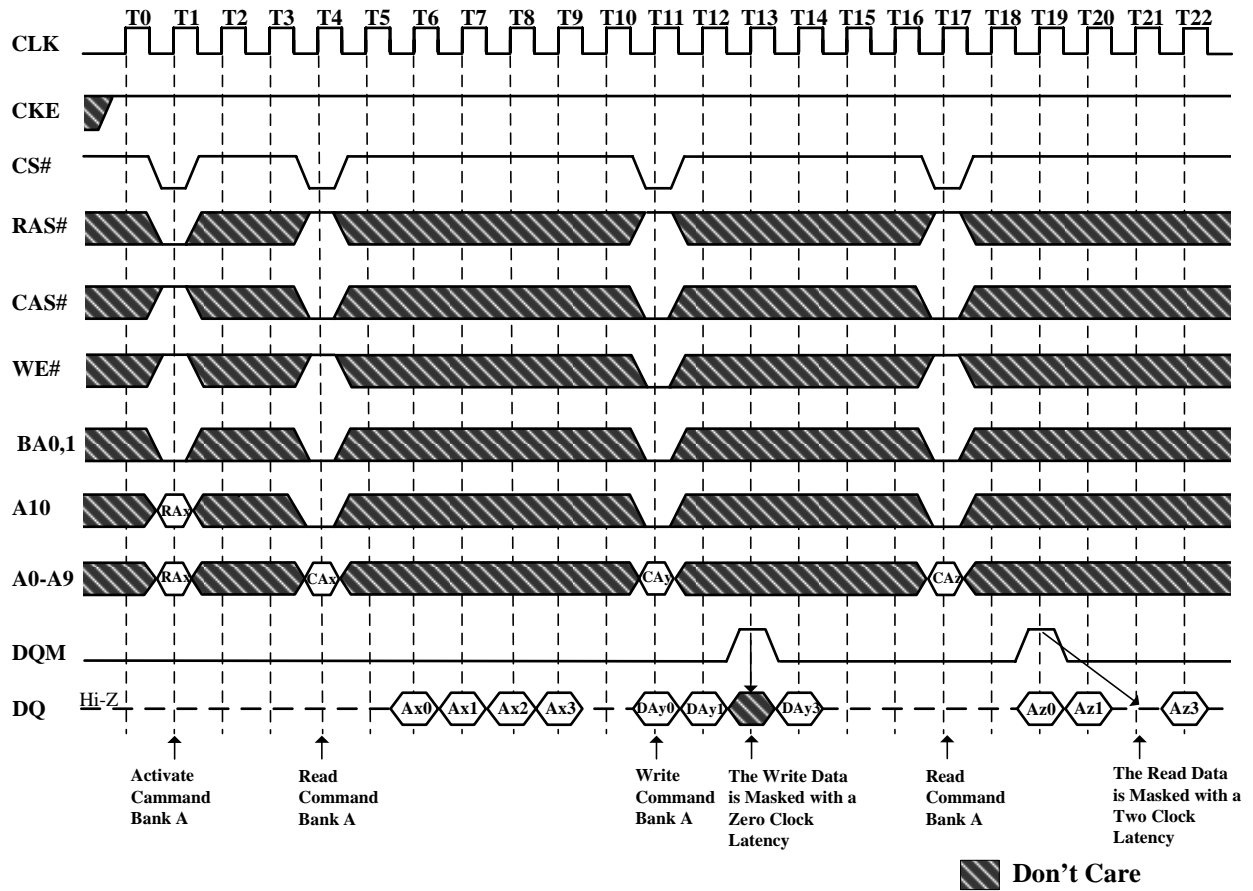 T0 T1 T2 T3 T4 T5 T6 T7 T8 T9 T10 T11 T12 T13 T14 T15 T16 T17 T18 T19 T20 T21 T22
CLK
CKE
CS#
RAS#
CAS#
WE#
BA0,1
A10
RAx
A0-A9
RAx CAx CAy CAz
DQM
DQ
Hi-Z
Ax0 Ax1 Ax2 Ax3 DAy0 DAy1 DAy3 Az0 Az1 Az3
Activate
Cammand
Bank A
Read
Command
Bank A
Write
Command
Bank A
The Write Data
is Masked with a
Zero Clock
Latency
Read
Command
Bank A
The Read Data
is Masked with a
Two Clock
Latency
Don't Care